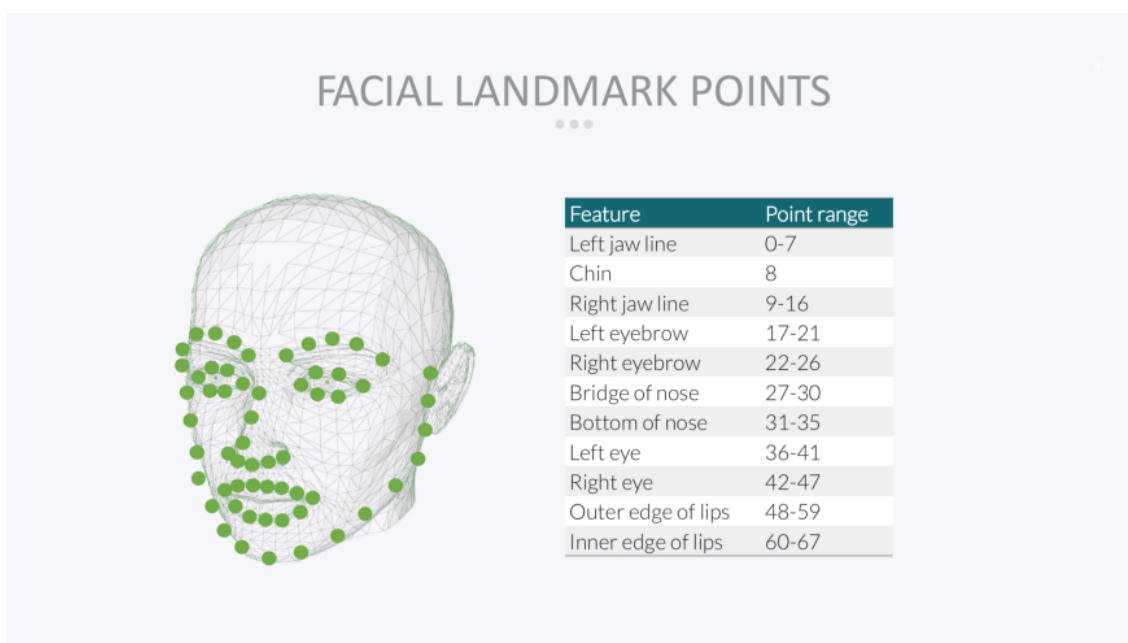 FACIAL LANDMARK POINTS
Feature Point range
Left jaw line 0-7
Chin 8
Right jaw line 9-16
Left eyebrow 17-21
Right eyebrow 22-26
Bridge of nose 27-30
Bottom of nose 31-35
Left eye 36-41
Right eye 42-47
Outer edge of lips 48-59
Inner edge of lips 60-67